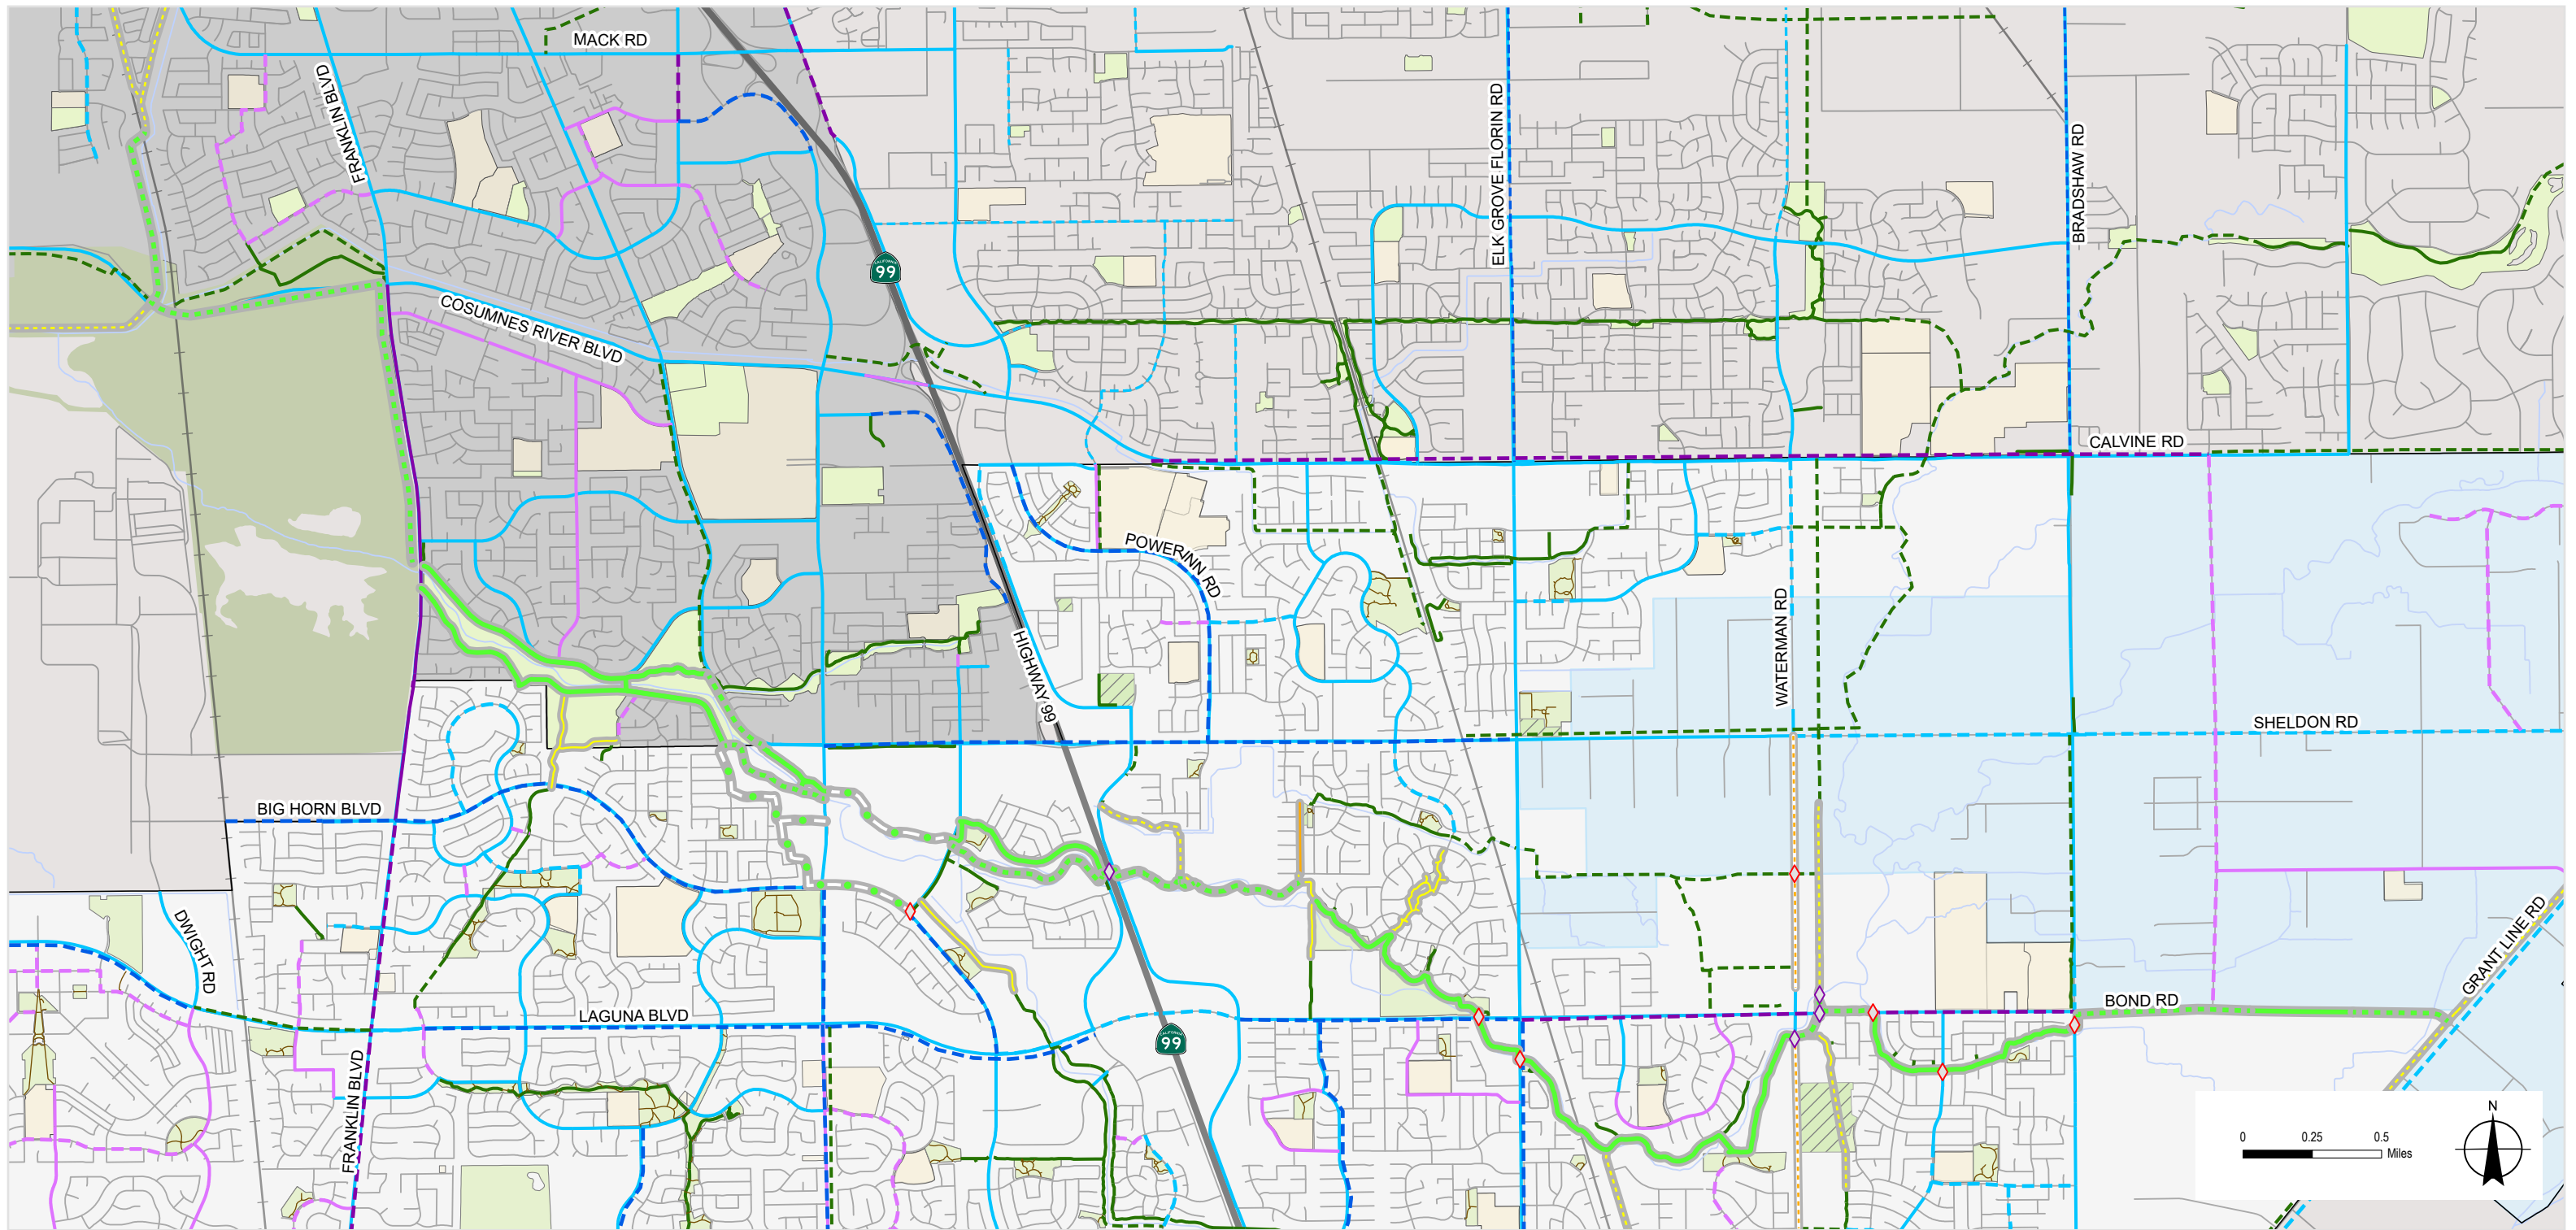 MACK RD
FRANKLIN BLVD
ELK GROVE FLORIN RD
BRADSHAW RD
CALIFORNIA
99
COSUMNES RIVER BLVD
CALVINE RD
POWER INN RD
HIGHWAY 99
WATERMAN RD
SHELDON RD
BIG HORN BLVD
DWIGHT RD
GRANT LINE RD
BOND RD
LAGUNA BLVD
99
FRANKLIN BLVD
N
0 0.25 0.5
Miles